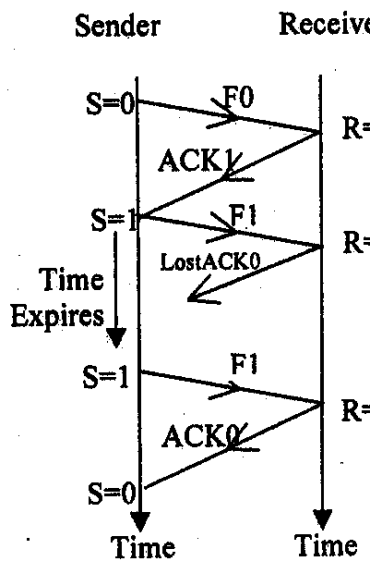 Sender Receive
S=0 F0
R=
ACK1
S=1 F1
R=
LostACK0
Time
Expires
S=1 F1
R=
ACK0
S=0
Time Time